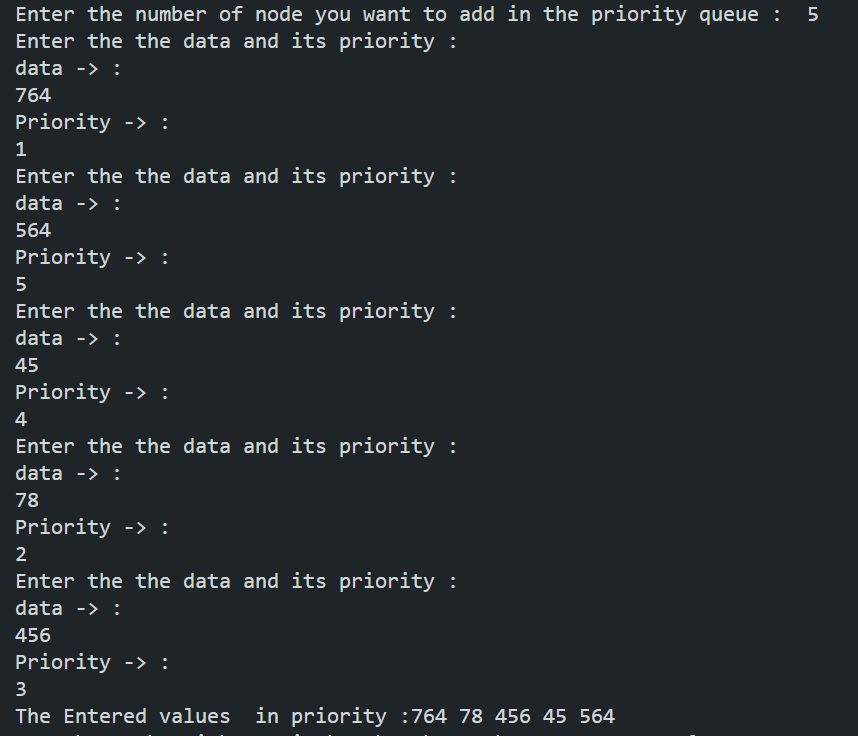 Enter the number of node you want to add in the priority queue :  5
Enter the the data and its priority :
data -> :
764
Priority -> :
1
Enter the the data and its priority :
data -> :
564
Priority -> :
5
Enter the the data and its priority :
data -> :
45
Priority -> :
4
Enter the the data and its priority :
data -> :
78
Priority -> :
2
Enter the the data and its priority :
data -> :
456
Priority -> :
3
The Entered values  in priority :764 78 456 45 564